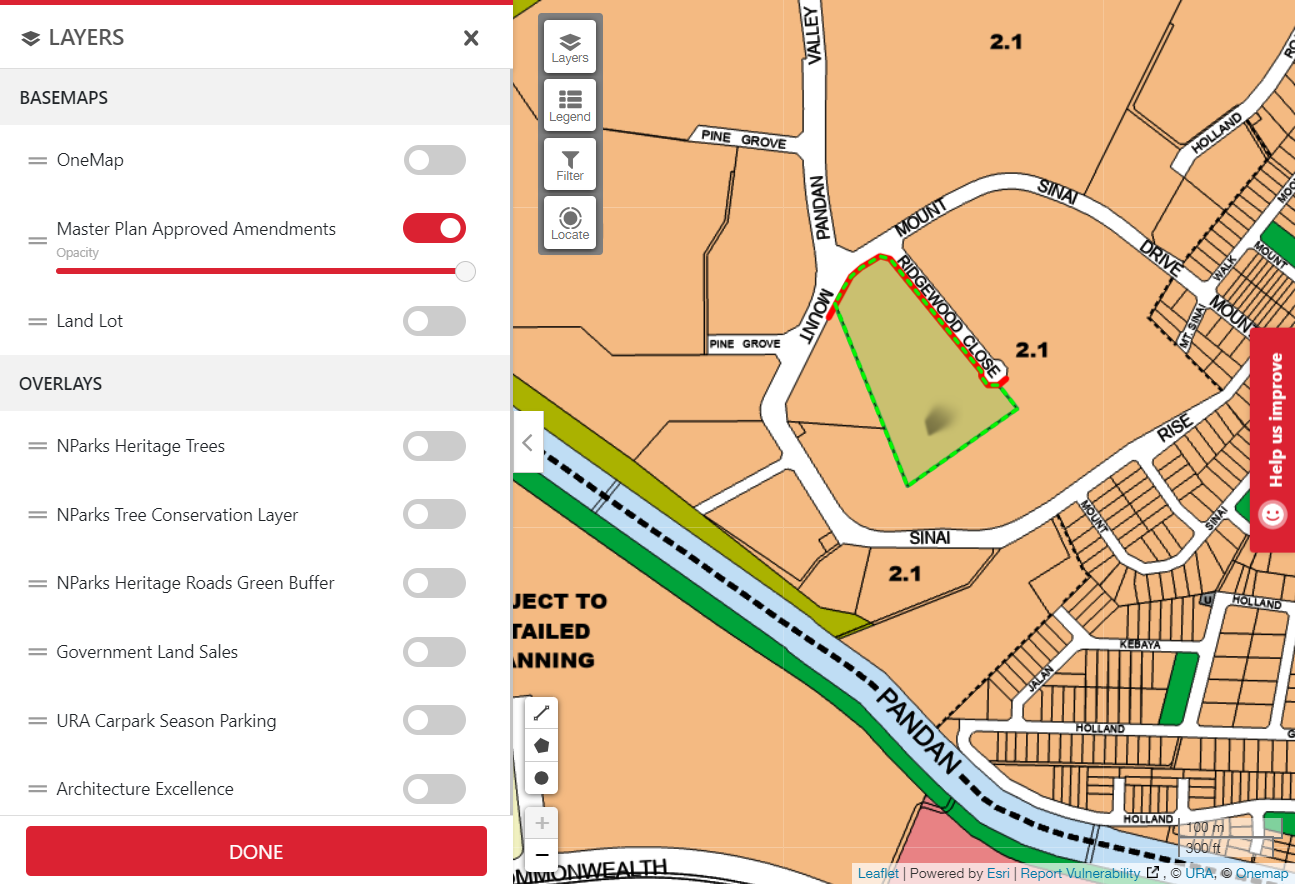 LAYERS
BASEMAPS
OneMap
Master Plan Approved Amendments
Opacity
Land Lot
OVERLAYS
NParks Heritage Trees
NParks Tree Conservation Layer
NParks Heritage Roads Green Buffer
Government Land Sales
URA Carpark Season Parking
Architecture Excellence
DONE
Layers
Legend
Filter
Locate
VALLEY
2.1
PINE GROVE
HOLLAND
PANDAN
MOUNT
SINAI
DRIVE
WALK
MOUNT
MOUNT
RIDGEWOOD CLOSE
MOUNT
MT. SINAI
PINE GROVE
2.1
Help us improve
RISE
SINAI
MOUNT
SINAI
2.1
JECT TO
TAILED
ANNING
U
HOLLAND
KEBAYA
JALAN
HOLLAND
PANDAN
HOLLAND
100 m
300 ft
MMONWEALTH
Leaflet | Powered by Esri | Report Vulnerability , © URA, © Onemap